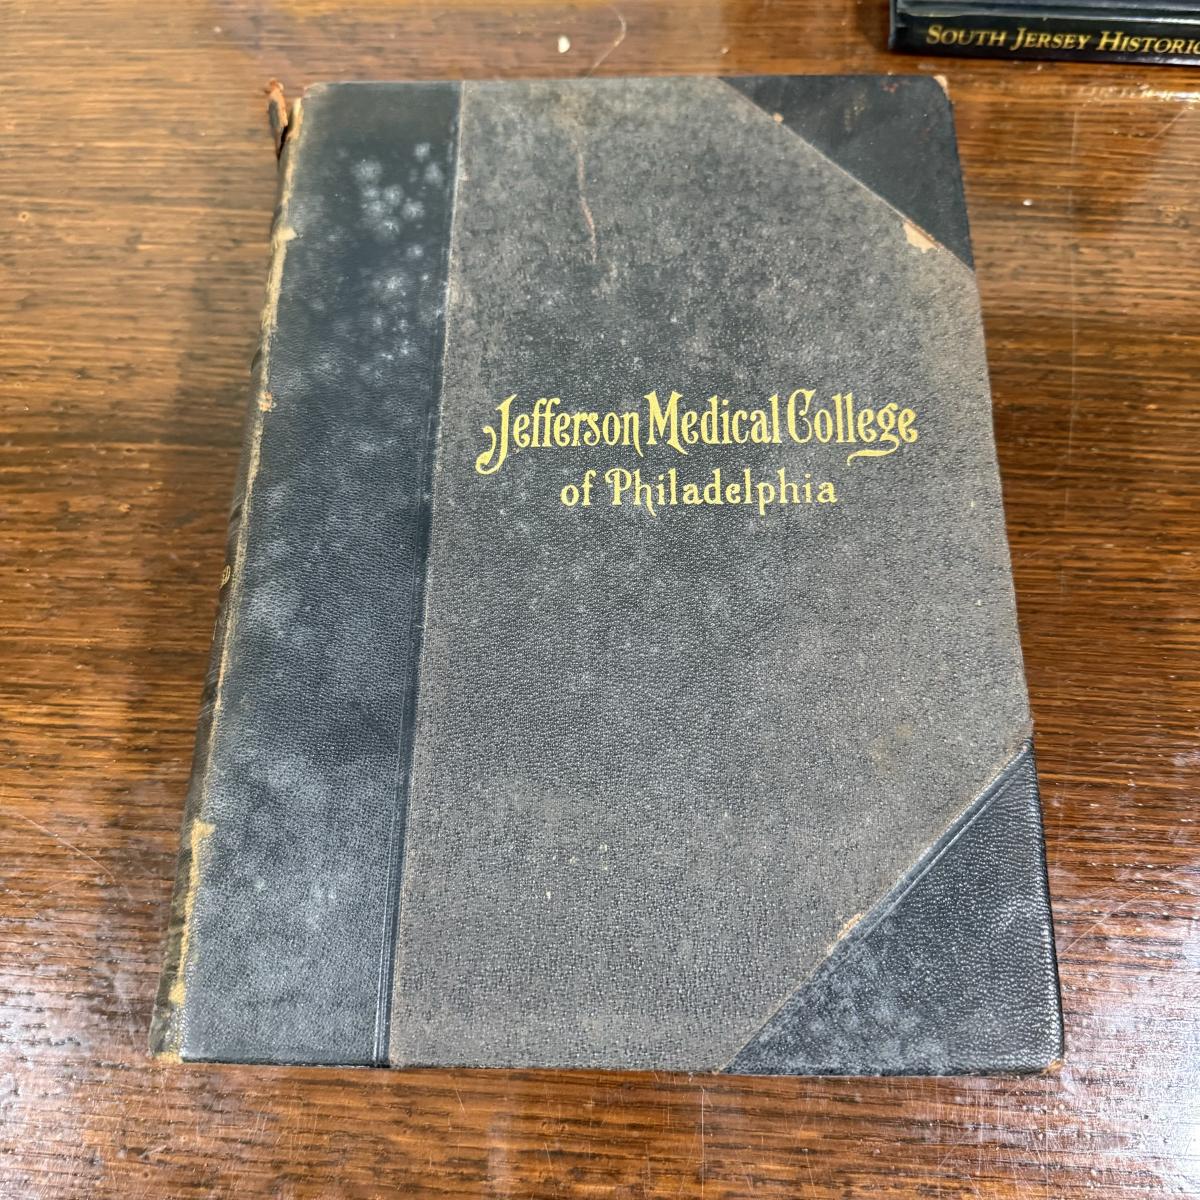 South Jersey Historic
Jefferson Medical College
of Philadelphia